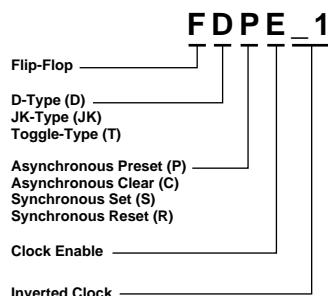 FDPE_1
Flip-Flop
D-Type (D)
JK-Type (JK)
Toggle-Type (T)
Asynchronous Preset (P)
Asynchronous Clear (C)
Synchronous Set (S)
Synchronous Reset (R)
Clock Enable
Inverted Clock